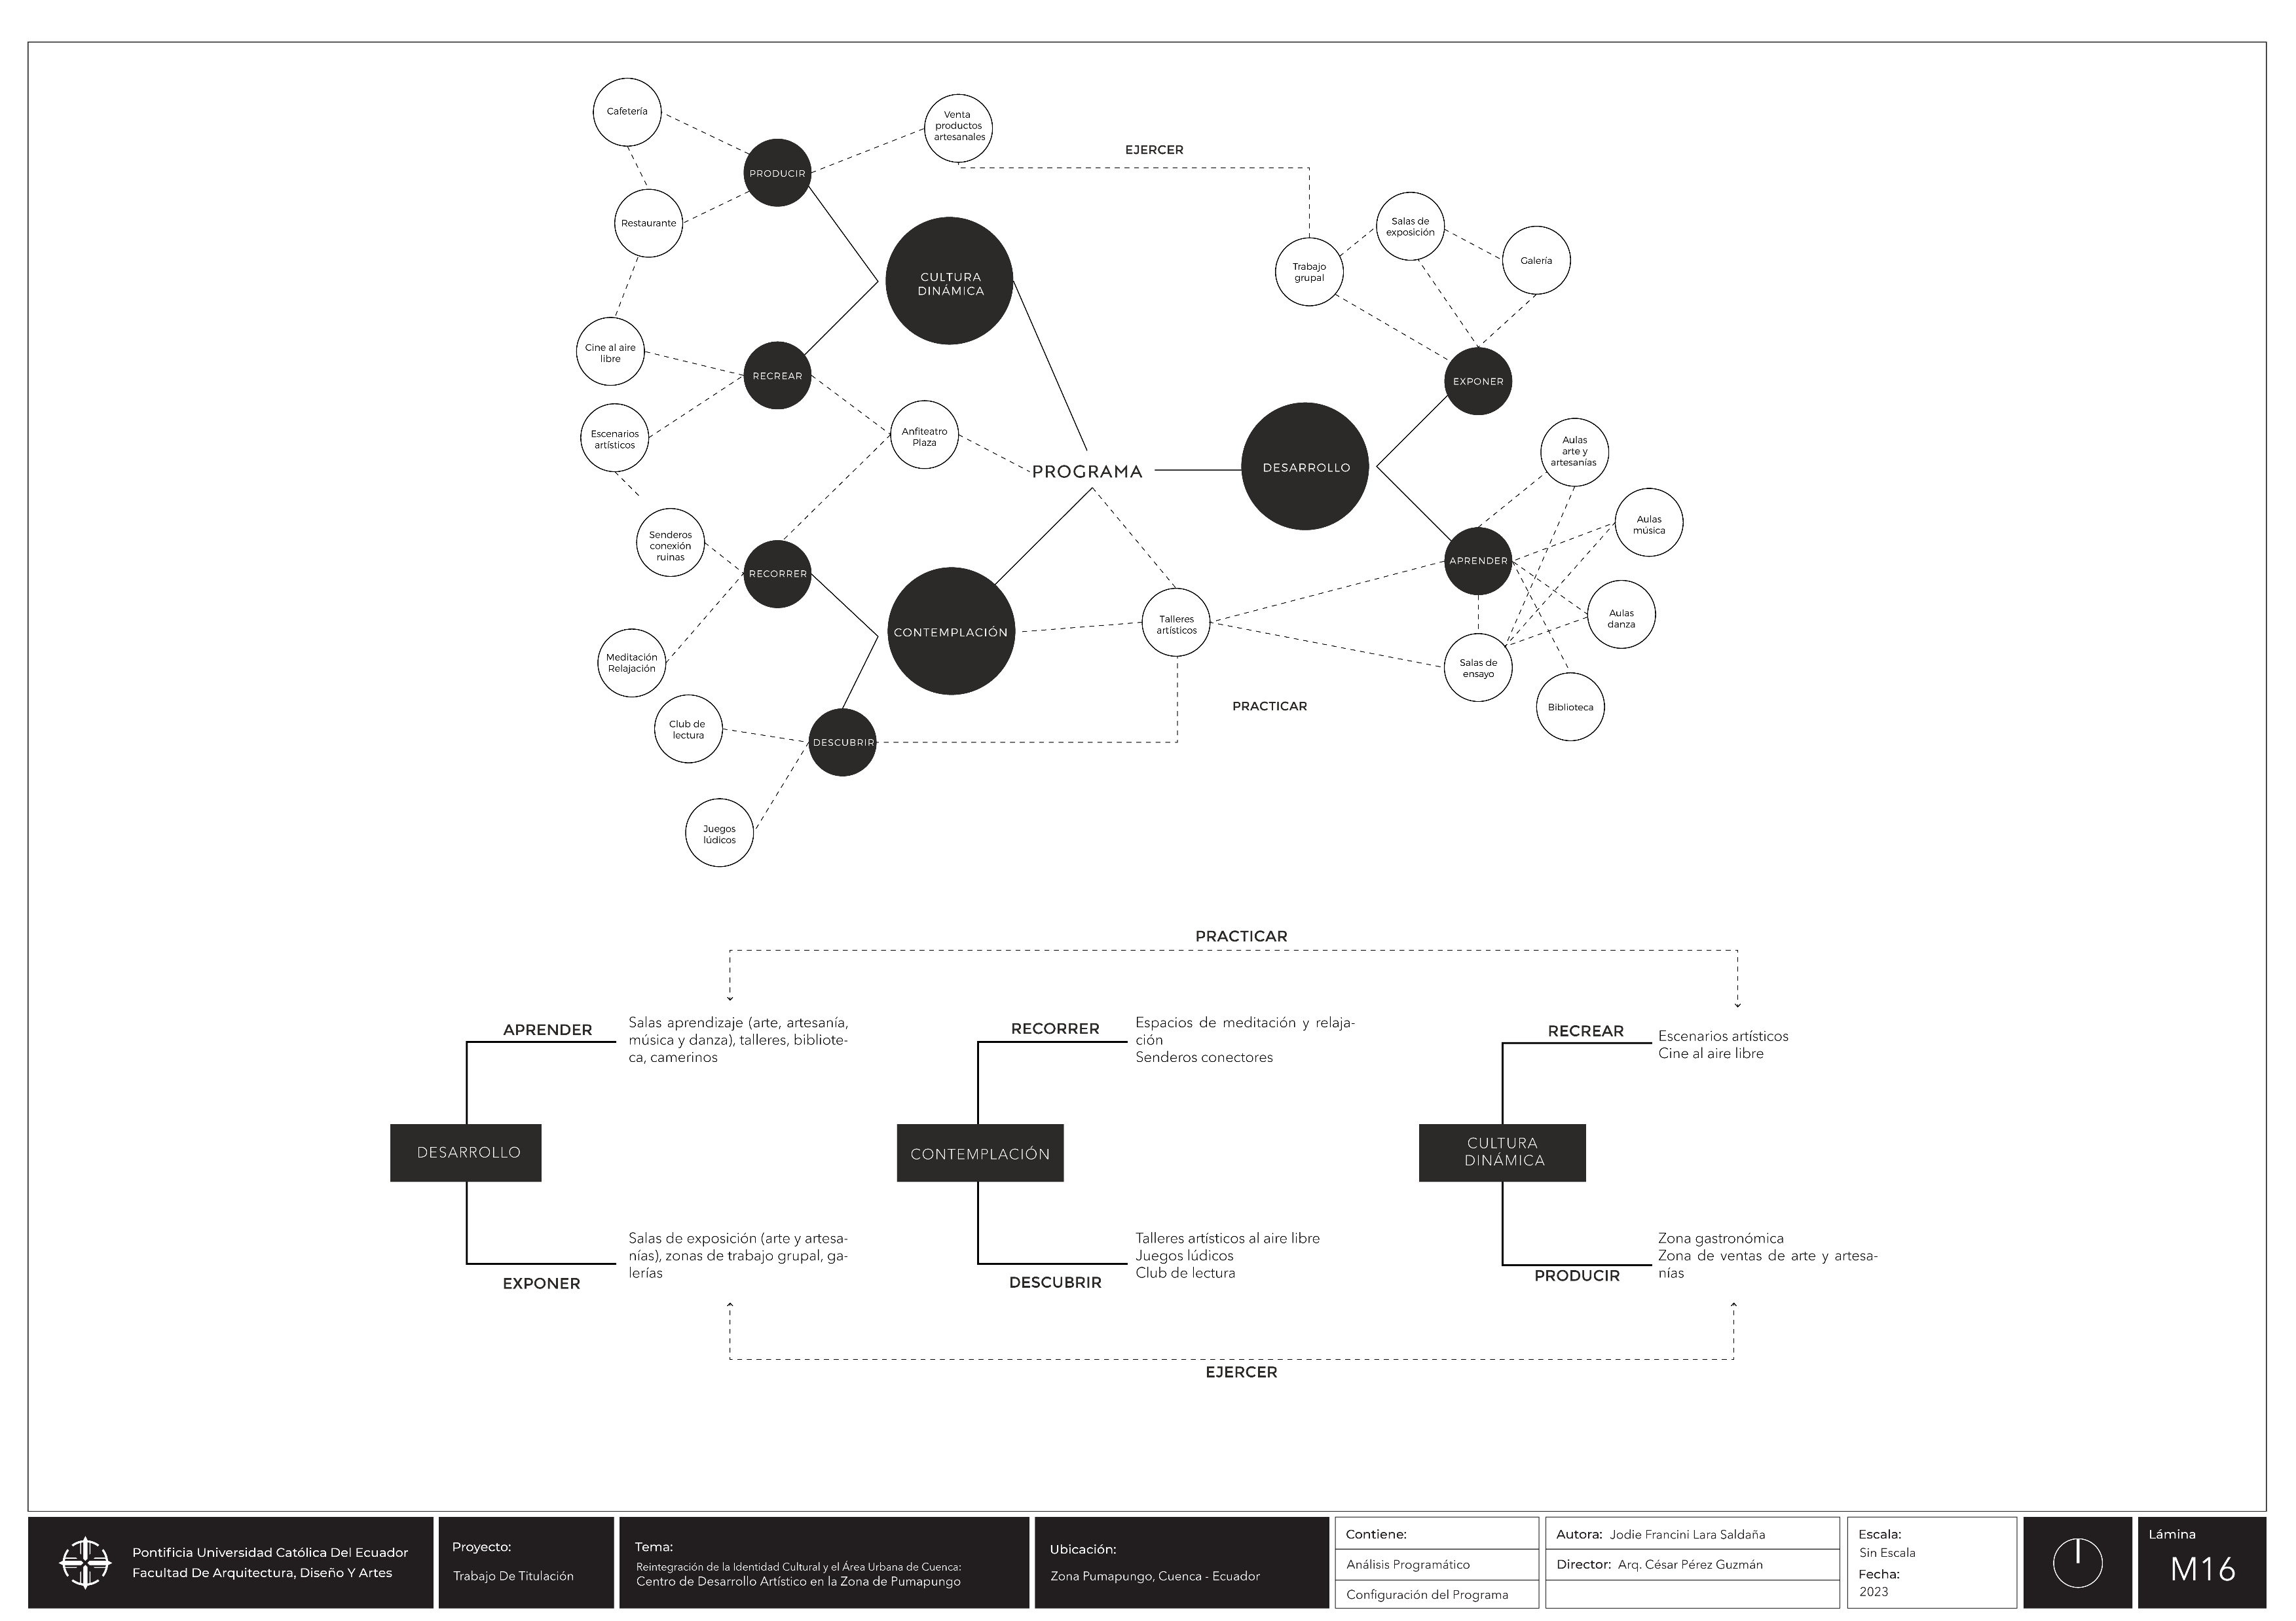 Cafetería
Venta
productos
artesanales
EJERCER
PRODUCIR
Restaurante
Salas de
exposición
Galería
Trabajo
grupal
CULTURA
DINÁMICA
Cine al aire
libre
RECREAR
EXPONER
Escenarios
artísticos
Anfiteatro
Plaza
PROGRAMA
DESARROLLO
Aulas
arte y
artesanías
Aulas
música
Senderos
conexión
ruinas
RECORRER
APRENDER
Talleres
artísticos
Aulas
danza
CONTEMPLACIÓN
Meditación
Relajación
Salas de
ensayo
Biblioteca
PRACTICAR
Club de
lectura
DESCUBRIR
Juegos
lúdicos
PRACTICAR
APRENDER
Salas aprendizaje (arte, artesanía,
música y danza), talleres, bibliote-
ca, camerinos
RECORRER
Espacios de meditación y relaja-
ción
Senderos conectores
RECREAR
Escenarios artísticos
Cine al aire libre
DESARROLLO
CONTEMPLACIÓN
CULTURA
DINÁMICA
Salas de exposición (arte y artesa-
nías), zonas de trabajo grupal, ga-
lerías
EXPONER
Talleres artísticos al aire libre
Juegos lúdicos
Club de lectura
DESCUBRIR
Zona gastronómica
Zona de ventas de arte y artesa-
nías
PRODUCIR
EJERCER
Pontificia Universidad Católica Del Ecuador
Facultad De Arquitectura, Diseño Y Artes
Proyecto:
Trabajo De Titulación
Tema:
Reintegración de la Identidad Cultural y el Área Urbana de Cuenca:
Centro de Desarrollo Artístico en la Zona de Pumapungo
Ubicación:
Zona Pumapungo, Cuenca - Ecuador
Contiene:
Análisis Programático
Configuración del Programa
Autora: Jodie Francini Lara Saldaña
Director: Arq. César Pérez Guzmán
Escala:
Sin Escala
Fecha:
2023
Lámina
M16